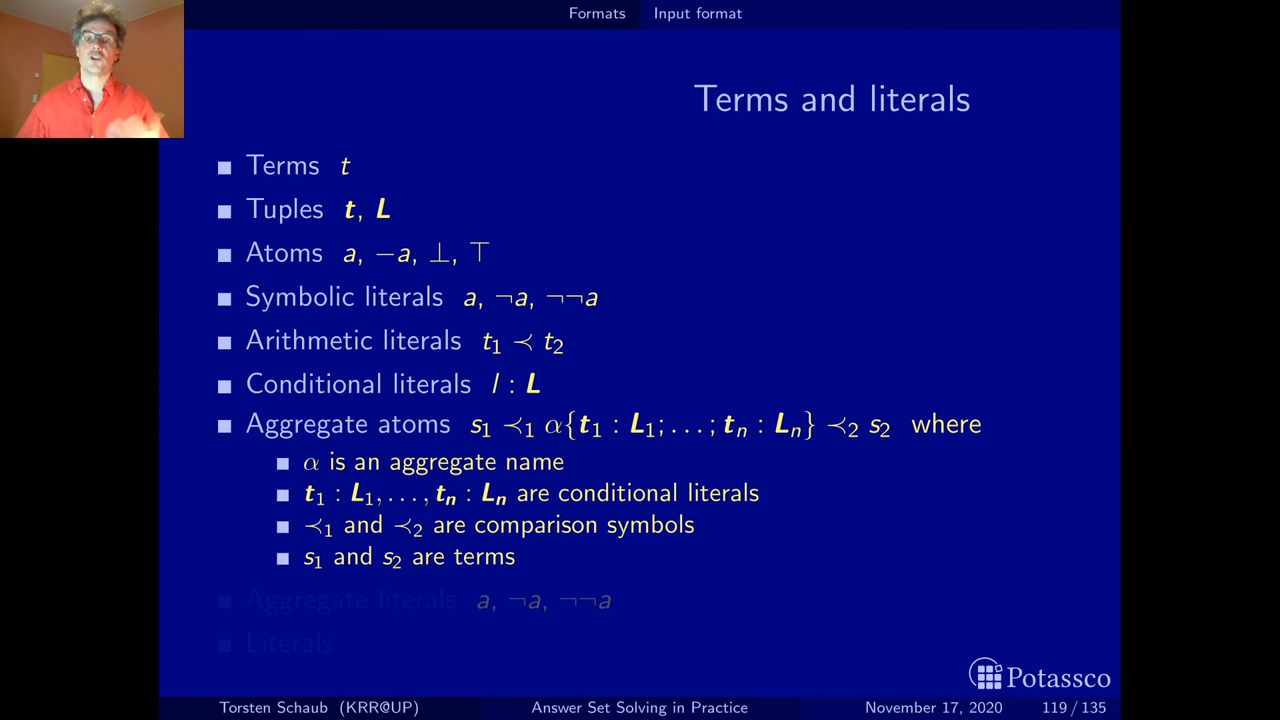 Formats Input format
Terms and literals
Terms t
Tuples t, L
Atoms a, −a, ⊥, ⊤
Symbolic literals a, ¬a, ¬¬a
Arithmetic literals t₁ ≺ t₂
Conditional literals l : L
Aggregate atoms s₁ ≺₁ α{t₁ : L₁; . . . ; tₙ : Lₙ} ≺₂ s₂ where
α is an aggregate name
t₁ : L₁, . . . , tₙ : Lₙ are conditional literals
≺₁ and ≺₂ are comparison symbols
s₁ and s₂ are terms
Aggregate literals a, ¬a, ¬¬a
Literals
Potassco
Torsten Schaub (KRR@UP) Answer Set Solving in Practice November 17, 2020 119 / 135